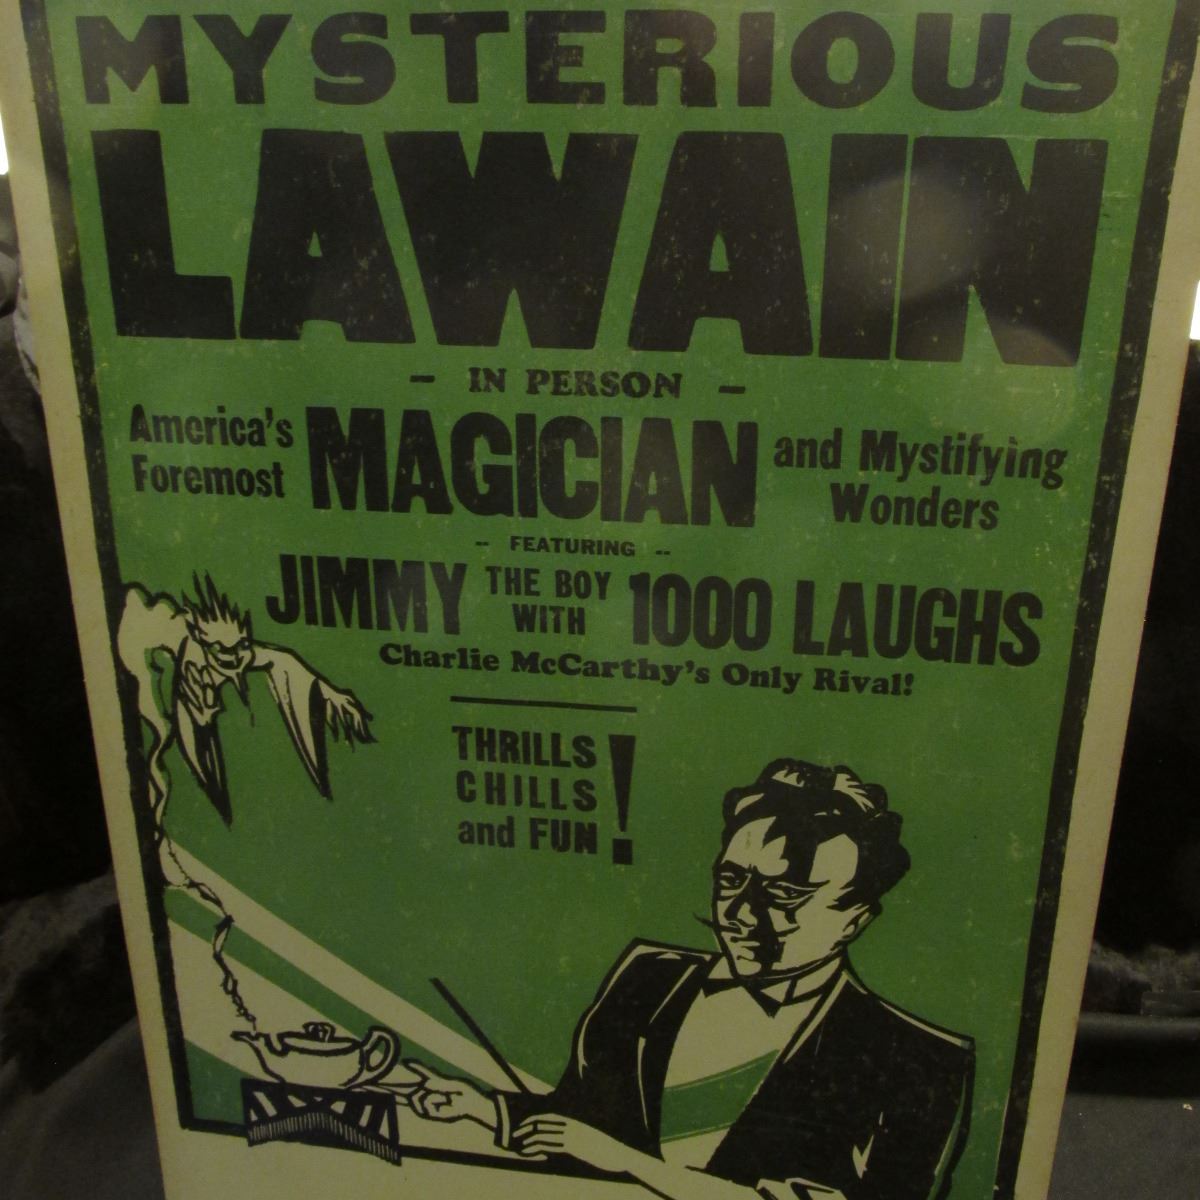 MYSTERIOUS
LAWAIN
- IN PERSON -
America's Foremost MAGICIAN and Mystifying Wonders
-- FEATURING --
JIMMY THE BOY WITH 1000 LAUGHS
Charlie McCarthy's Only Rival!
THRILLS
CHILLS
and FUN!